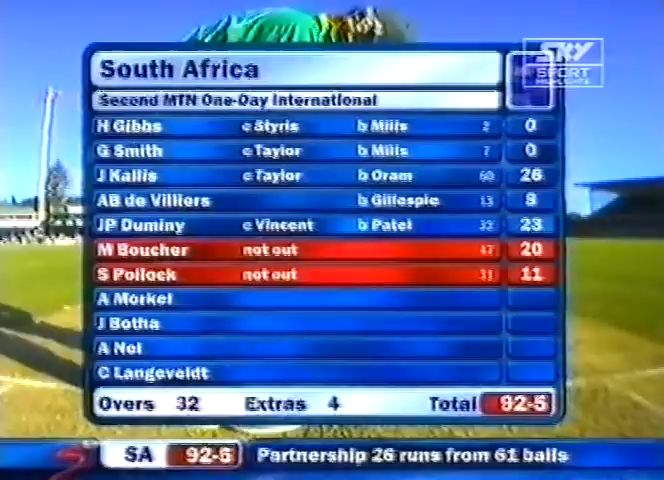 SKY
SPORT
HIGHLIGHTS
South Africa
Second MTN One-Day International
H Gibbs c Styris b Mills 2 0
G Smith c Taylor b Mills 7 0
J Kallis c Taylor b Oram 60 26
AB de Villiers b Gillespie 13 8
JP Duminy c Vincent b Patel 32 23
M Boucher not out 47 20
S Pollock not out 31 11
A Morkel
J Botha
A Nel
C Langeveldt
Overs 32 Extras 4 Total 92-5
SA 92-5 Partnership 26 runs from 61 balls